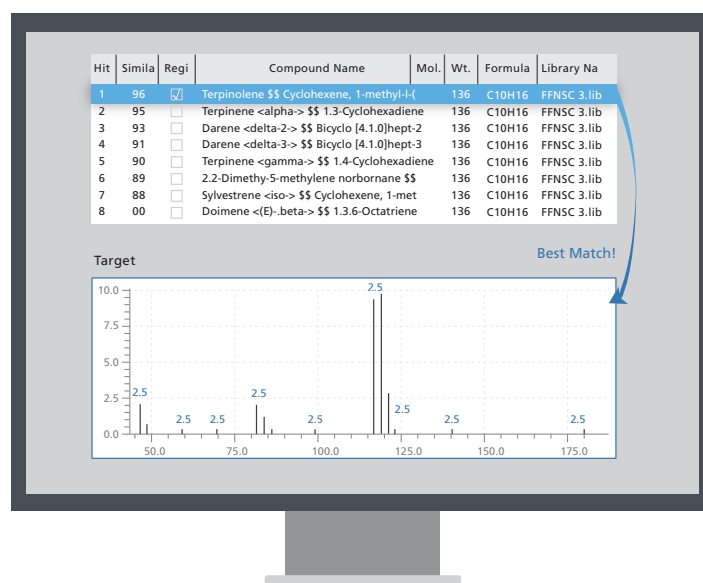 Hit Simila Regi Compound Name Mol. Wt. Formula Library Na
1 96 Terpinolene $$ Cyclohexene, 1-methyl-I-( 136 C10H16 FFNSC 3.lib
2 95 Terpinene <alpha-> $$ 1.3-Cyclohexadiene 136 C10H16 FFNSC 3.lib
3 93 Darene <delta-2-> $$ Bicyclo [4.1.0]hept-2 136 C10H16 FFNSC 3.lib
4 91 Darene <delta-3-> $$ Bicyclo [4.1.0]hept-3 136 C10H16 FFNSC 3.lib
5 90 Terpinene <gamma-> $$ 1.4-Cyclohexadiene 136 C10H16 FFNSC 3.lib
6 89 2.2-Dimethy-5-methylene norbornane $$ 136 C10H16 FFNSC 3.lib
7 88 Sylvestrene <iso-> $$ Cyclohexene, 1-met 136 C10H16 FFNSC 3.lib
8 00 Doimene <(E)-.beta-> $$ 1.3.6-Octatriene 136 C10H16 FFNSC 3.lib
Best Match!
Target
10.0 2.5
7.5
5.0
2.5 2.5 2.5
2.5
2.5 2.5 2.5 2.5 2.5
0.0
50.0 75.0 100.0 125.0 150.0 175.0